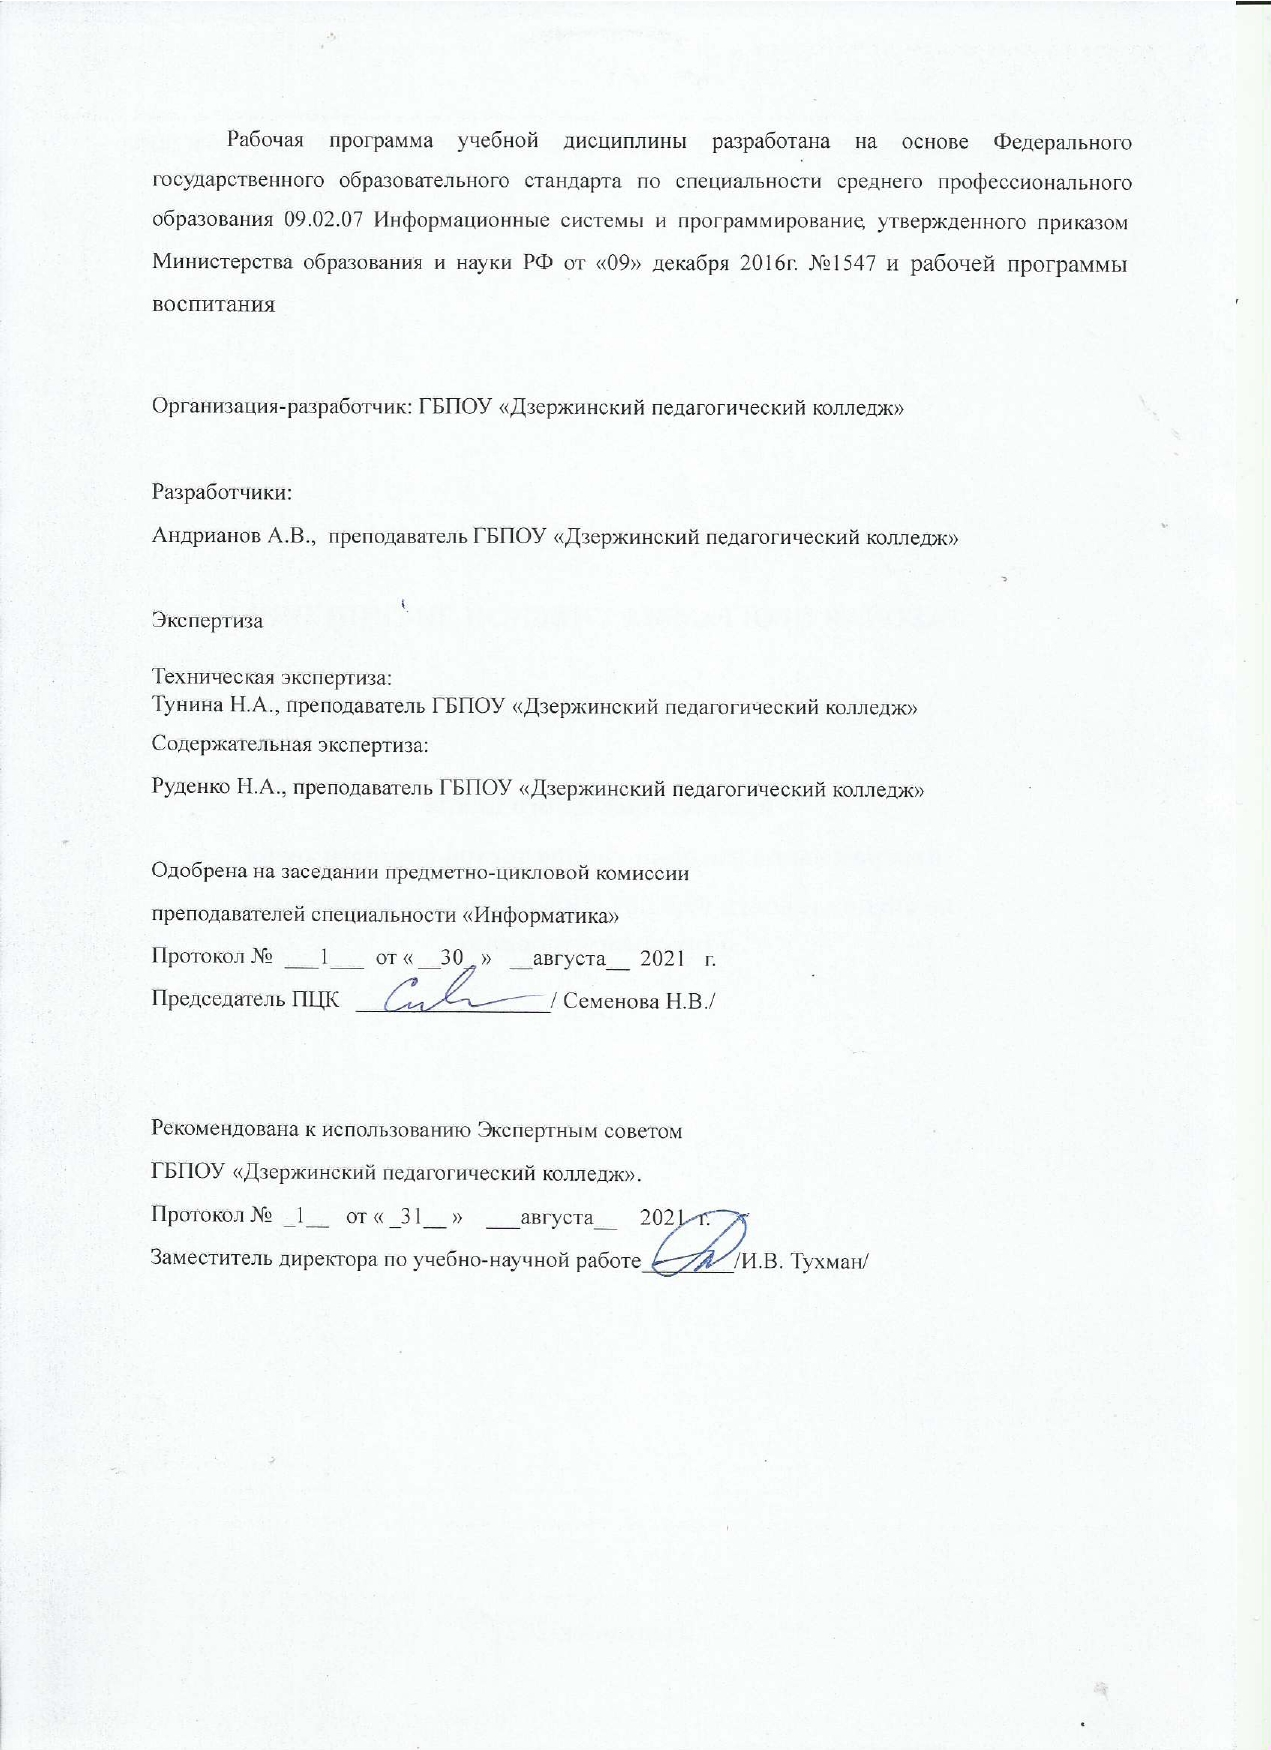 Рабочая программа учебной дисциплины разработана на основе Федерального
государственного образовательного стандарта по специальности среднего профессионального
образования 09.02.07 Информационные системы и программирование, утвержденного приказом
Министерства образования и науки РФ от «09» декабря 2016г. №1547 и рабочей программы
воспитания
Организация-разработчик: ГБПОУ «Дзержинский педагогический колледж»
Разработчики:
Андрианов А.В., преподаватель ГБПОУ «Дзержинский педагогический колледж»
Экспертиза
Техническая экспертиза:
Тунина Н.А., преподаватель ГБПОУ «Дзержинский педагогический колледж»
Содержательная экспертиза:
Руденко Н.А., преподаватель ГБПОУ «Дзержинский педагогический колледж»
Одобрена на заседании предметно-цикловой комиссии
преподавателей специальности «Информатика»
Протокол № ___1___ от « __30_ » __августа__ 2021 г.
Председатель ПЦК _________________/ Семенова Н.В./
Рекомендована к использованию Экспертным советом
ГБПОУ «Дзержинский педагогический колледж».
Протокол № _1__ от « _31__ » ___августа__ 2021 г.
Заместитель директора по учебно-научной работе________/И.В. Тухман/